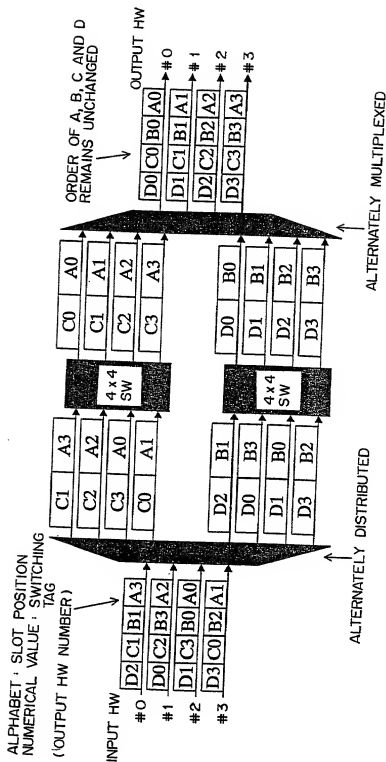 ALPHABET : SLOT POSITION
NUMERICAL VALUE : SWITCHING
TAG
(OUTPUT HW NUMBER)
INPUT HW
#0 D2 C1 B1 A3
#1 D0 C2 B3 A2
#2 D1 C3 B0 A0
#3 D3 C0 B2 A1
C1 A3
C2 A2
C3 A0
C0 A1
D2 B1
D0 B3
D1 B0
D3 B2
ALTERNATELY DISTRIBUTED
4 x 4
SW
4 x 4
SW
C0 A0
C1 A1
C2 A2
C3 A3
D0 B0
D1 B1
D2 B2
D3 B3
ALTERNATELY MULTIPLEXED
ORDER OF A, B, C AND D
REMAINS UNCHANGED
OUTPUT HW
D0 C0 B0 A0 #0
D1 C1 B1 A1 #1
D2 C2 B2 A2 #2
D3 C3 B3 A3 #3